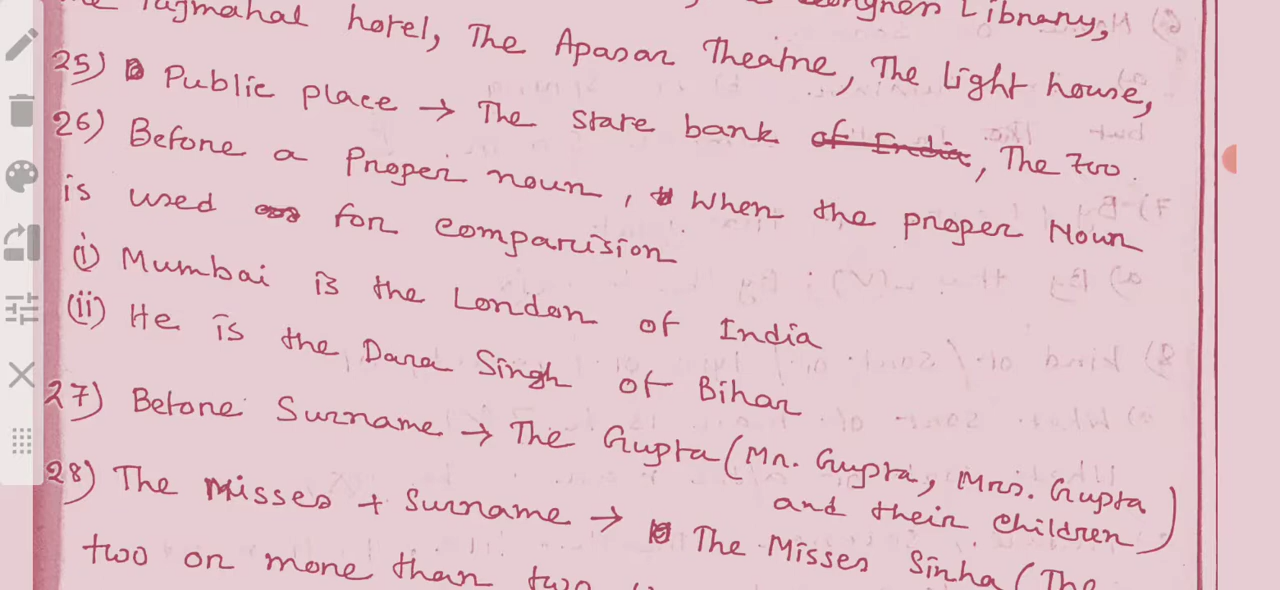 Tajmahal hotel, The Apasar Theatre, The Light house,
Library,
25) Public place → The state bank of India, The Zoo.
26) Before a Proper noun, When the proper Noun
is used for comparision
(i) Mumbai is the London of India
(ii) He is the Dara Singh of Bihar
27) Before Surname → The Gupta (Mr. Gupta, Mrs. Gupta
and their children)
28) The Misses + Surname → The Misses Sinha (The
two or more than two